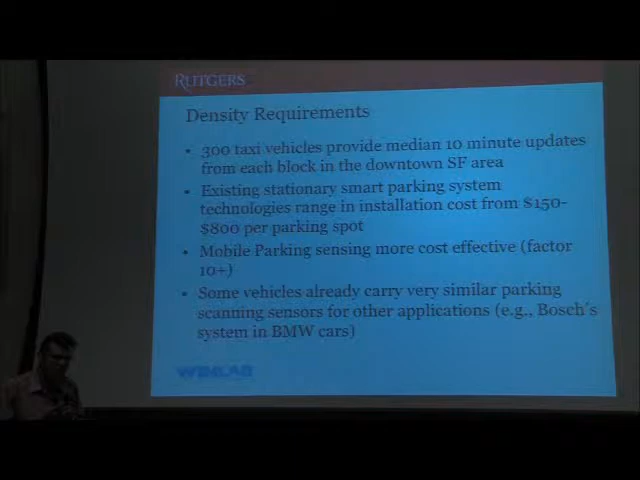 RUTGERS
Density Requirements
• 300 taxi vehicles provide median 10 minute updates
from each block in the downtown SF area
• Existing stationary smart parking system
technologies range in installation cost from $150-
$800 per parking spot
• Mobile Parking sensing more cost effective (factor
10+)
• Some vehicles already carry very similar parking
scanning sensors for other applications (e.g., Bosch's
system in BMW cars)
WINLAB